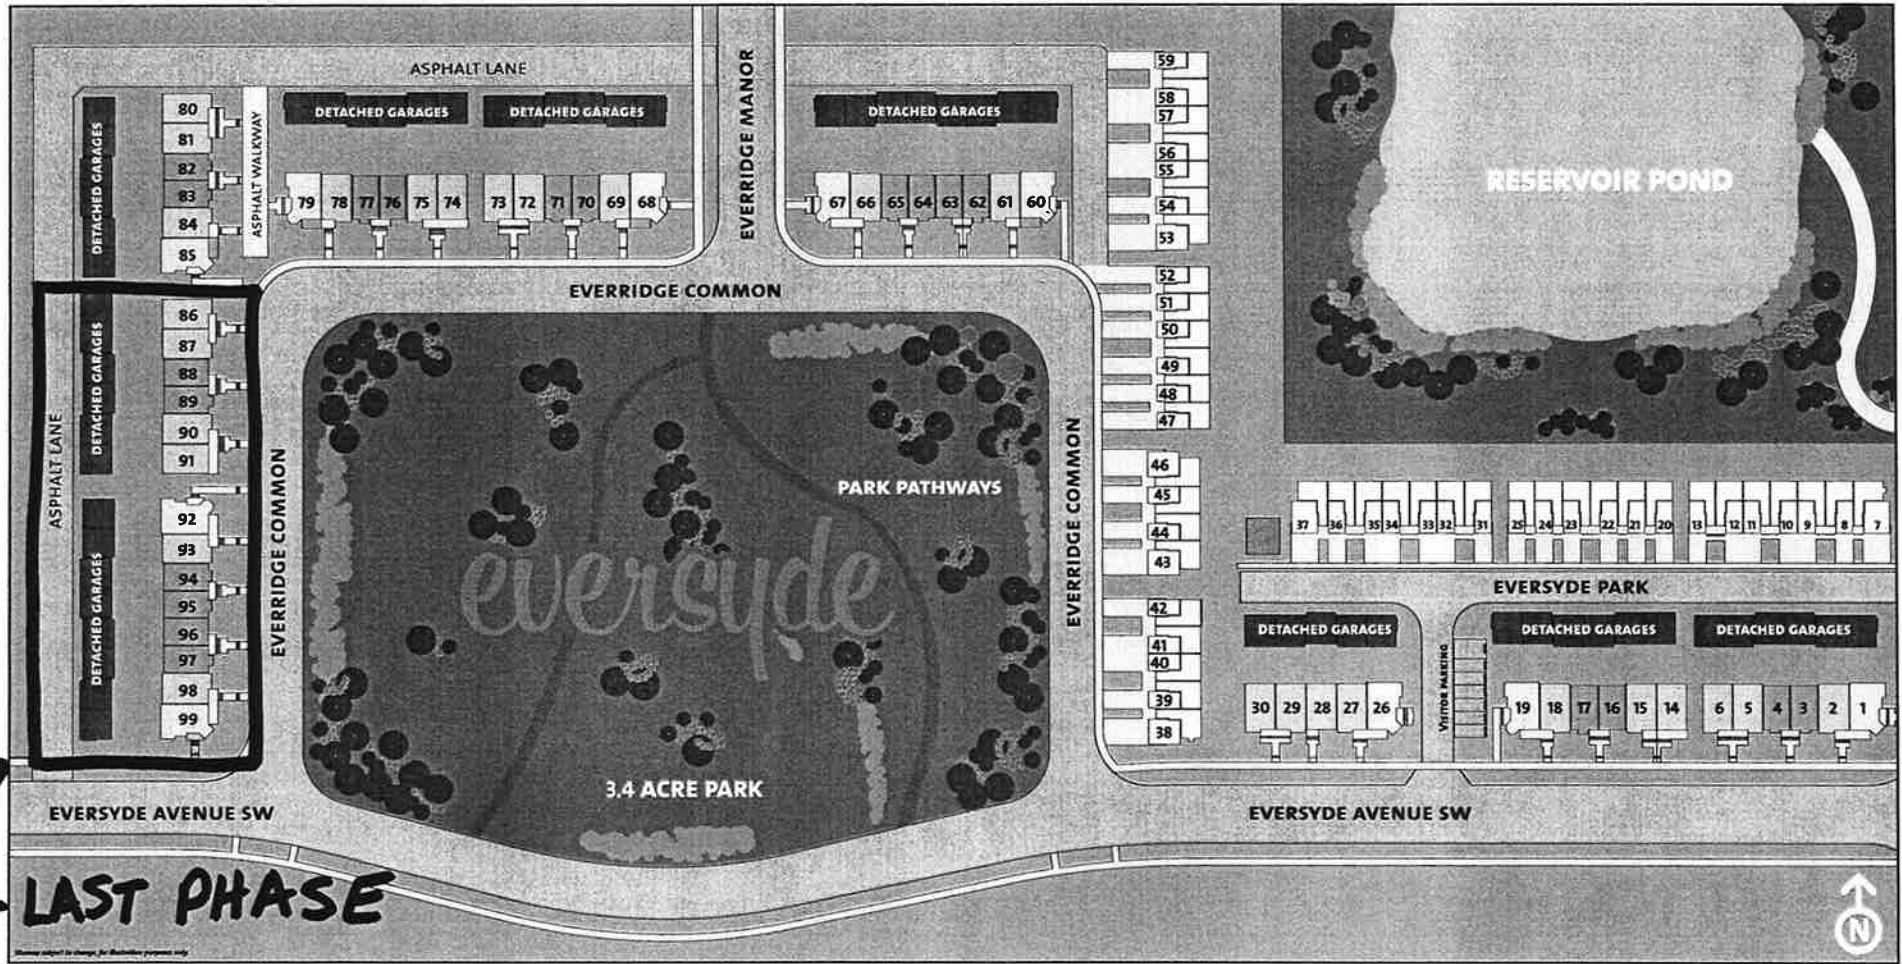 ASPHALT LANE
EVERRIDGE MANOR
DETACHED GARAGES
DETACHED GARAGES
DETACHED GARAGES
DETACHED GARAGES
ASPHALT WALKWAY
80
81
82
83
84
85
79 78 77 76 75 74
73 72 71 70 69 68
67 66 65 64 63 62 61 60
59
58
57
56
55
54
53
52
51
50
49
48
47
46
45
44
43
42
41
40
39
38
RESERVOIR POND
EVERRIDGE COMMON
ASPHALT LANE
DETACHED GARAGES
DETACHED GARAGES
86
87
88
89
90
91
92
93
94
95
96
97
98
99
EVERRIDGE COMMON
PARK PATHWAYS
eversyde
3.4 ACRE PARK
EVERRIDGE COMMON
37 36 35 34 33 32 31
25 24 23 22 21 20
13 12 11 10 9 8 7
EVERSYDE PARK
DETACHED GARAGES
VISITOR PARKING
DETACHED GARAGES
DETACHED GARAGES
30 29 28 27 26
19 18 17 16 15 14
6 5 4 3 2 1
EVERSYDE AVENUE SW
EVERSYDE AVENUE SW
LAST PHASE
N